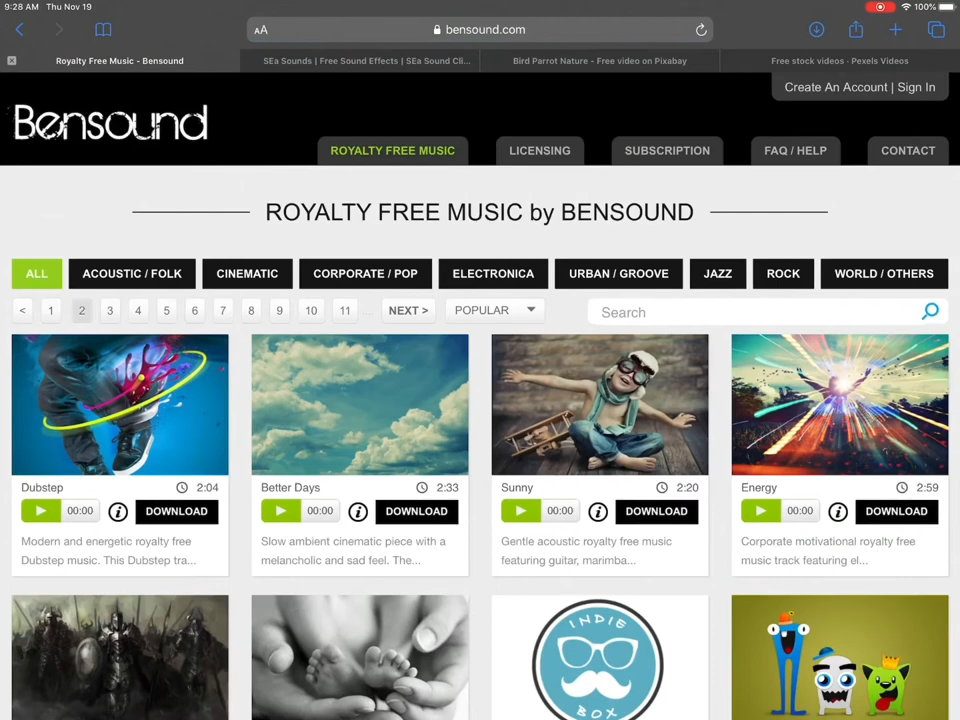 9:28 AM Thu Nov 19
100%
AA
bensound.com
Royalty Free Music - Bensound
SEa Sounds | Free Sound Effects | SEa Sound Cli...
Bird Parrot Nature - Free video on Pixabay
Free stock videos · Pexels Videos
Create An Account | Sign In
Bensound
ROYALTY FREE MUSIC
LICENSING
SUBSCRIPTION
FAQ / HELP
CONTACT
ROYALTY FREE MUSIC by BENSOUND
ALL
ACOUSTIC / FOLK
CINEMATIC
CORPORATE / POP
ELECTRONICA
URBAN / GROOVE
JAZZ
ROCK
WORLD / OTHERS
< 1 2 3 4 5 6 7 8 9 10 11 ... NEXT >
POPULAR
Search
Dubstep 2:04
00:00 i DOWNLOAD
Modern and energetic royalty free
Dubstep music. This Dubstep tra...
Better Days 2:33
00:00 i DOWNLOAD
Slow ambient cinematic piece with a
melancholic and sad feel. The...
Sunny 2:20
00:00 i DOWNLOAD
Gentle acoustic royalty free music
featuring guitar, marimba...
Energy 2:59
00:00 i DOWNLOAD
Corporate motivational royalty free
music track featuring el...
INDIE
BOX